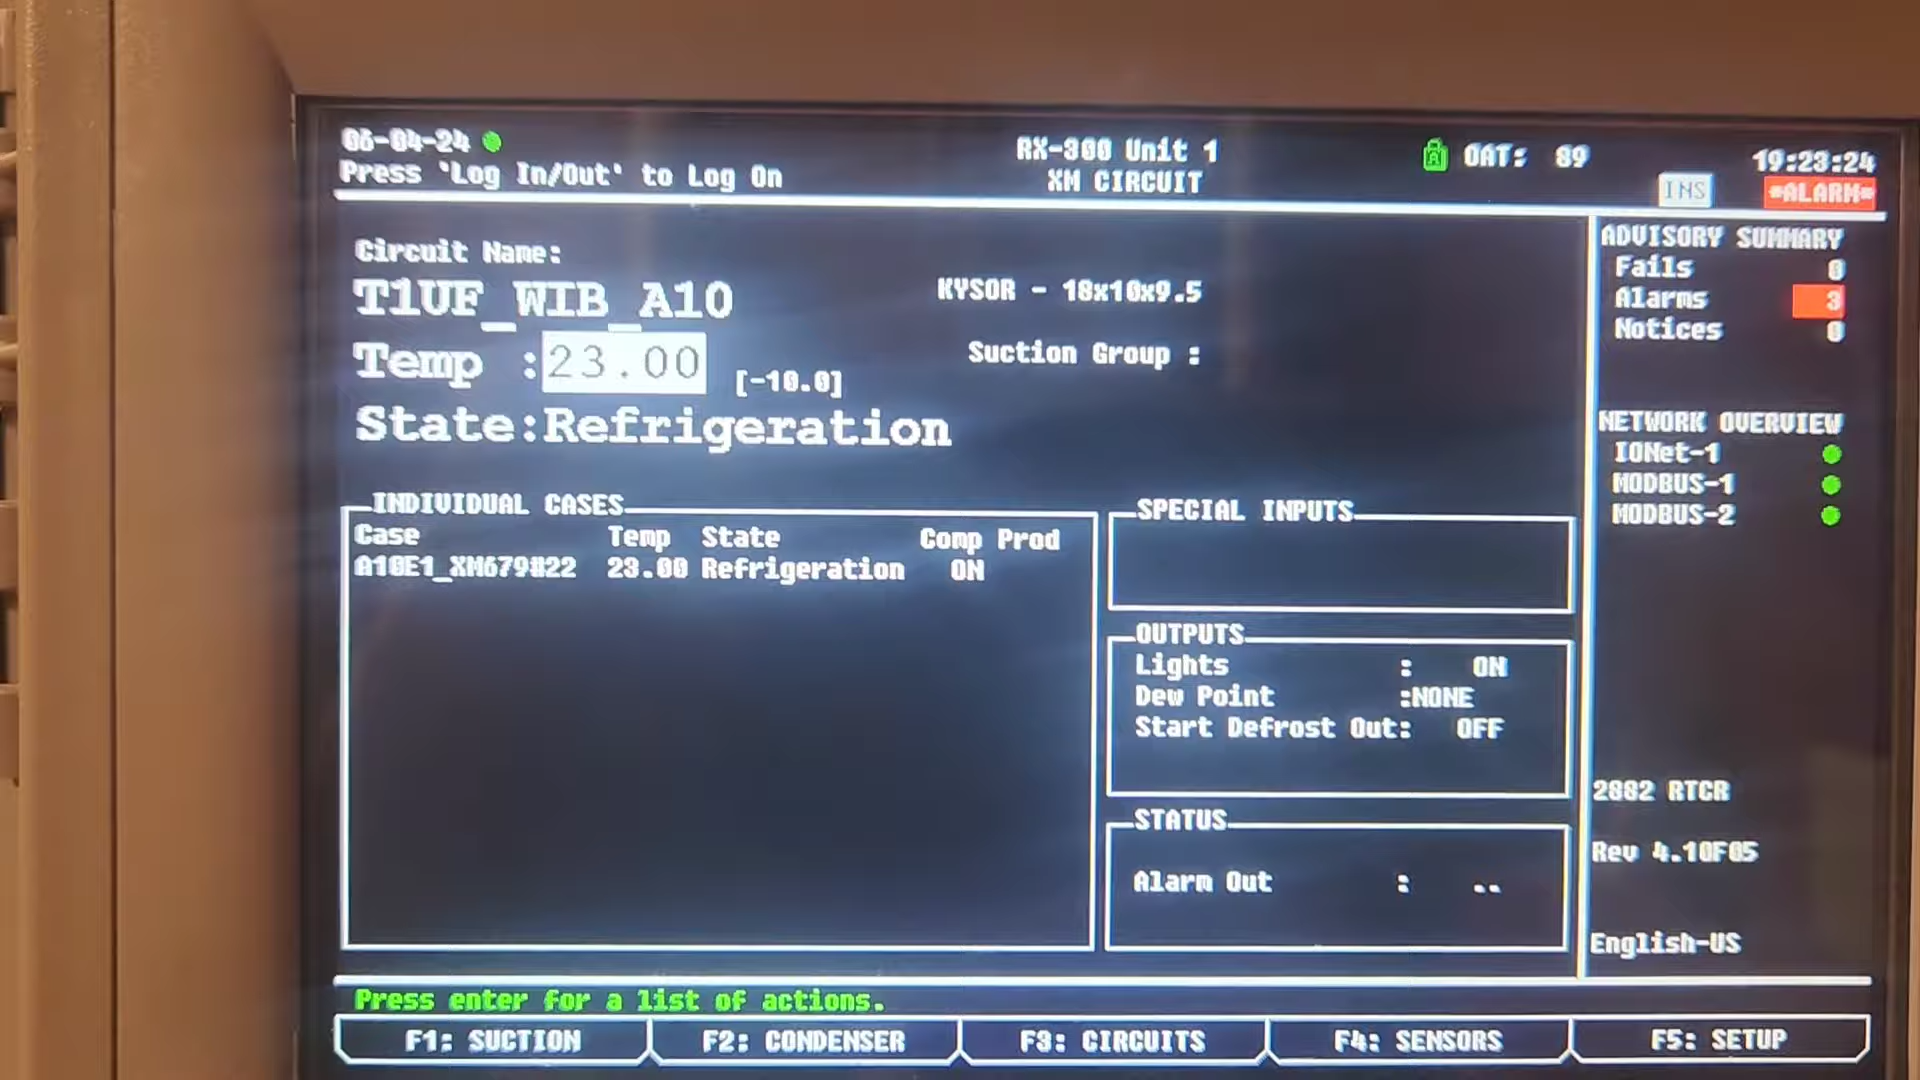 06-04-24
RX-300 Unit 1
OAT: 89
19:23:24
Press 'Log In/Out' to Log On
XM CIRCUIT
INS
*ALARM*
Circuit Name:
T1UF_WIB_A10
KYSOR - 18x10x9.5
Temp :23.00 [-10.0]
Suction Group :
State:Refrigeration
INDIVIDUAL CASES
Case Temp State Comp Prod
A10E1_XM679#22 23.00 Refrigeration ON
SPECIAL INPUTS
OUTPUTS
Lights : ON
Dew Point :NONE
Start Defrost Out: OFF
STATUS
Alarm Out : --
ADVISORY SUMMARY
Fails 0
Alarms 3
Notices 0
NETWORK OVERVIEW
IONet-1
MODBUS-1
MODBUS-2
2882 RTCR
Rev 4.10F05
English-US
Press enter for a list of actions.
F1: SUCTION
F2: CONDENSER
F3: CIRCUITS
F4: SENSORS
F5: SETUP